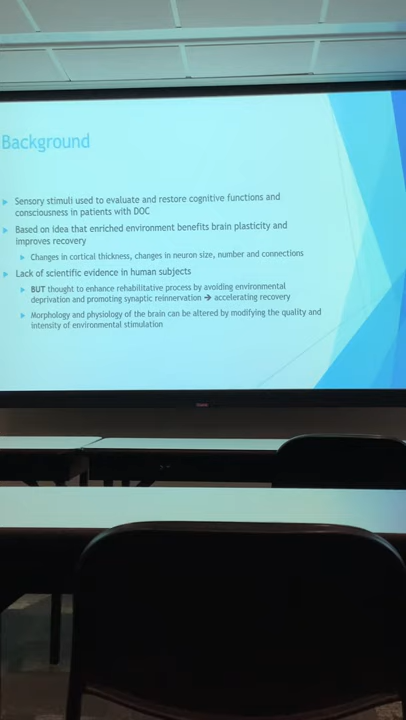 Background
Sensory stimuli used to evaluate and restore cognitive functions and
consciousness in patients with DOC
Based on idea that enriched environment benefits brain plasticity and
improves recovery
Changes in cortical thickness, changes in neuron size, number and connections
Lack of scientific evidence in human subjects
BUT thought to enhance rehabilitative process by avoiding environmental
deprivation and promoting synaptic reinnervation → accelerating recovery
Morphology and physiology of the brain can be altered by modifying the quality and
intensity of environmental stimulation